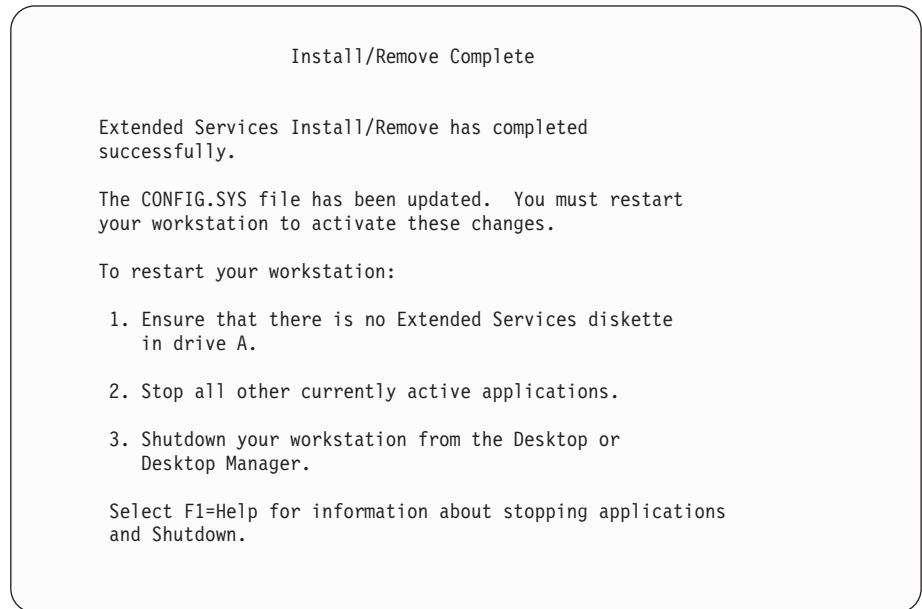 Install/Remove Complete
Extended Services Install/Remove has completed
successfully.
The CONFIG.SYS file has been updated.  You must restart
your workstation to activate these changes.
To restart your workstation:
1. Ensure that there is no Extended Services diskette
in drive A.
2. Stop all other currently active applications.
3. Shutdown your workstation from the Desktop or
Desktop Manager.
Select F1=Help for information about stopping applications
and Shutdown.